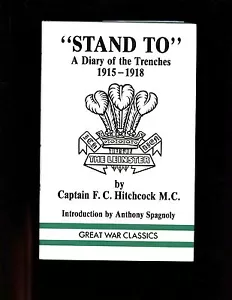 "STAND TO"
A Diary of the Trenches
1915-1918
THE LEINSTER
by
Captain F. C. Hitchcock M.C.
Introduction by Anthony Spagnoly
GREAT WAR CLASSICS